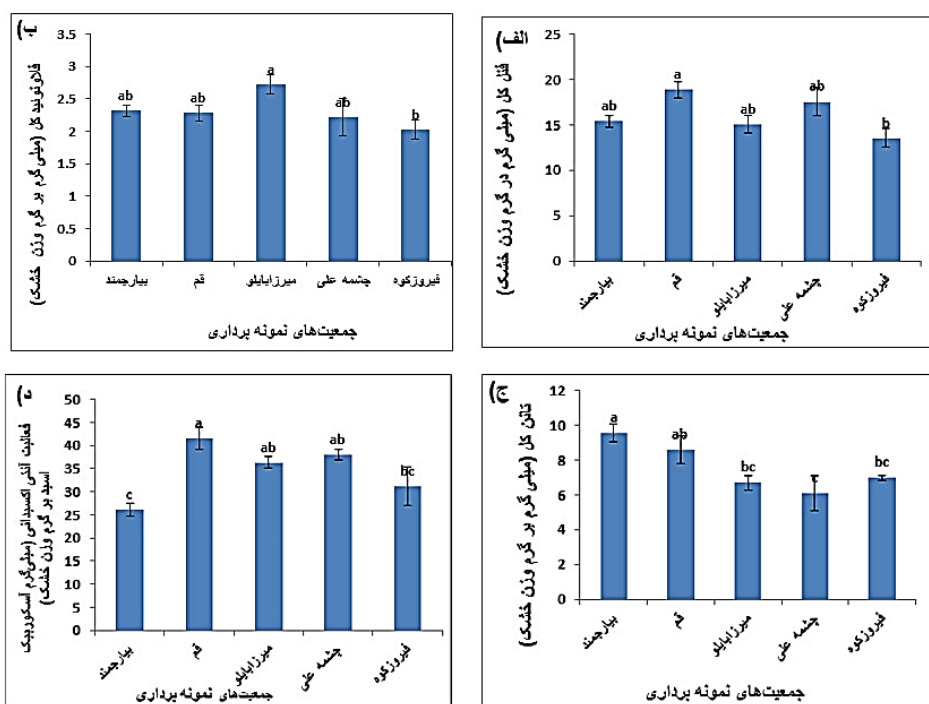 الف)
فنل کل (میلی گرم در گرم وزن خشک)
25
20
15
10
5
0
ab
a
ab
ab
b
بیارجمند
قم
میرزابایلو
چشمه علی
فیروزکوه
جمعیت‌های نمونه برداری
ب)
فلاونوئید کل (میلی گرم بر گرم وزن خشک)
3.5
3
2.5
2
1.5
1
0.5
0
ab
ab
a
ab
b
بیارجمند
قم
میرزابایلو
چشمه علی
فیروزکوه
جمعیت‌های نمونه برداری
ج)
تانن کل (میلی گرم بر گرم وزن خشک)
12
10
8
6
4
2
0
a
ab
bc
c
bc
بیارجمند
قم
میرزابایلو
چشمه علی
فیروزکوه
جمعیت‌های نمونه برداری
د)
فعالیت آنتی اکسیدانی (میلی‌گرم آسکوربیک
اسید بر گرم وزن خشک)
50
45
40
35
30
25
20
15
10
5
0
c
a
ab
ab
bc
بیارجمند
قم
میرزابایلو
چشمه علی
فیروزکوه
جمعیت‌های نمونه برداری